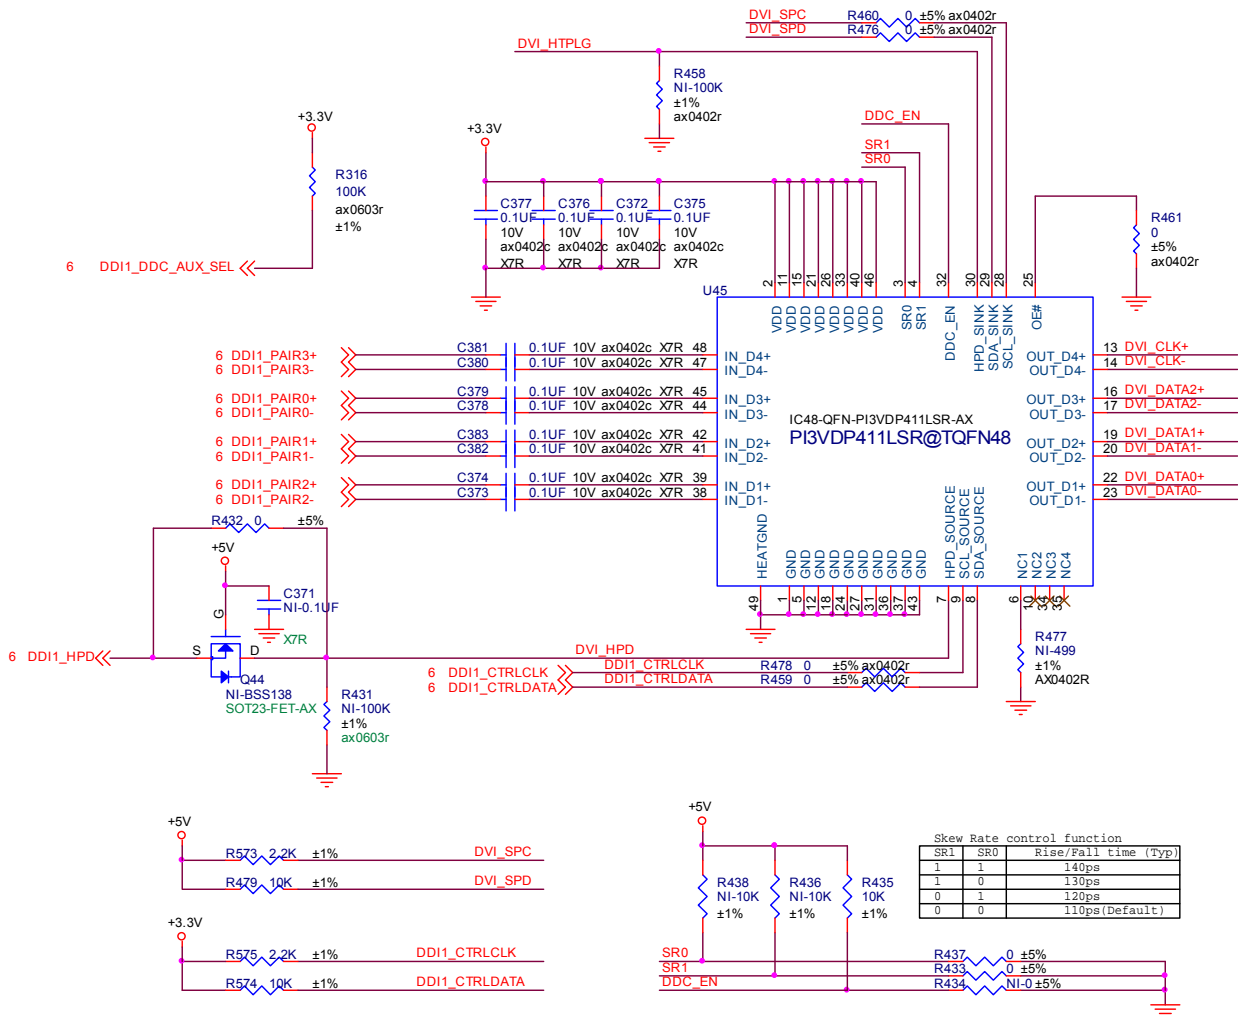 DVI_SPC
R460 0 ±5% ax0402r
DVI_SPD
R476 0 ±5% ax0402r
DVI_HTPLG
R458
NI-100K
±1%
ax0402r
+3.3V
R316
100K
ax0603r
±1%
6 DDI1_DDC_AUX_SEL
+3.3V
DDC_EN
SR1
SR0
C377 C376 C372 C375
0.1UF 0.1UF 0.1UF 0.1UF
10V 10V 10V 10V
ax0402c ax0402c ax0402c ax0402c
X7R X7R X7R X7R
R461
0
±5%
ax0402r
U45
2 11 15 21 26 33 40 46 3 4 32 30 29 28 25
VDD VDD VDD VDD VDD VDD VDD VDD SR0 SR1 DDC_EN HPD_SINK SDA_SINK SCL_SINK OE#
6 DDI1_PAIR3+ C381 0.1UF 10V ax0402c X7R 48 IN_D4+ OUT_D4+ 13 DVI_CLK+
6 DDI1_PAIR3- C380 0.1UF 10V ax0402c X7R 47 IN_D4- OUT_D4- 14 DVI_CLK-
6 DDI1_PAIR0+ C379 0.1UF 10V ax0402c X7R 45 IN_D3+ OUT_D3+ 16 DVI_DATA2+
6 DDI1_PAIR0- C378 0.1UF 10V ax0402c X7R 44 IN_D3- OUT_D3- 17 DVI_DATA2-
IC48-QFN-PI3VDP411LSR-AX
PI3VDP411LSR@TQFN48
6 DDI1_PAIR1+ C383 0.1UF 10V ax0402c X7R 42 IN_D2+ OUT_D2+ 19 DVI_DATA1+
6 DDI1_PAIR1- C382 0.1UF 10V ax0402c X7R 41 IN_D2- OUT_D2- 20 DVI_DATA1-
6 DDI1_PAIR2+ C374 0.1UF 10V ax0402c X7R 39 IN_D1+ OUT_D1+ 22 DVI_DATA0+
6 DDI1_PAIR2- C373 0.1UF 10V ax0402c X7R 38 IN_D1- OUT_D1- 23 DVI_DATA0-
HEATGND GND GND GND GND GND GND GND GND GND GND HPD_SOURCE SCL_SOURCE SDA_SOURCE NC1 NC2 NC3 NC4
49 1 5 12 18 24 27 31 36 37 43 7 9 8 6 10 34 35
R432 0 ±5%
+5V
C371
NI-0.1UF
X7R
G
S D
6 DDI1_HPD
Q44
NI-BSS138
SOT23-FET-AX
R431
NI-100K
±1%
ax0603r
DVI_HPD
6 DDI1_CTRLCLK DDI1_CTRLCLK R478 0 ±5% ax0402r
6 DDI1_CTRLDATA DDI1_CTRLDATA R459 0 ±5% ax0402r
R477
NI-499
±1%
AX0402R
+5V
R573 2.2K ±1% DVI_SPC
R479 10K ±1% DVI_SPD
+3.3V
R575 2.2K ±1% DDI1_CTRLCLK
R574 10K ±1% DDI1_CTRLDATA
+5V
R438 R436 R435
NI-10K NI-10K 10K
±1% ±1% ±1%
SR0 R437 0 ±5%
SR1 R433 0 ±5%
DDC_EN R434 NI-0 ±5%
Skew Rate control function
SR1 SR0 Rise/Fall time (Typ)
1 1 140ps
1 0 130ps
0 1 120ps
0 0 110ps(Default)